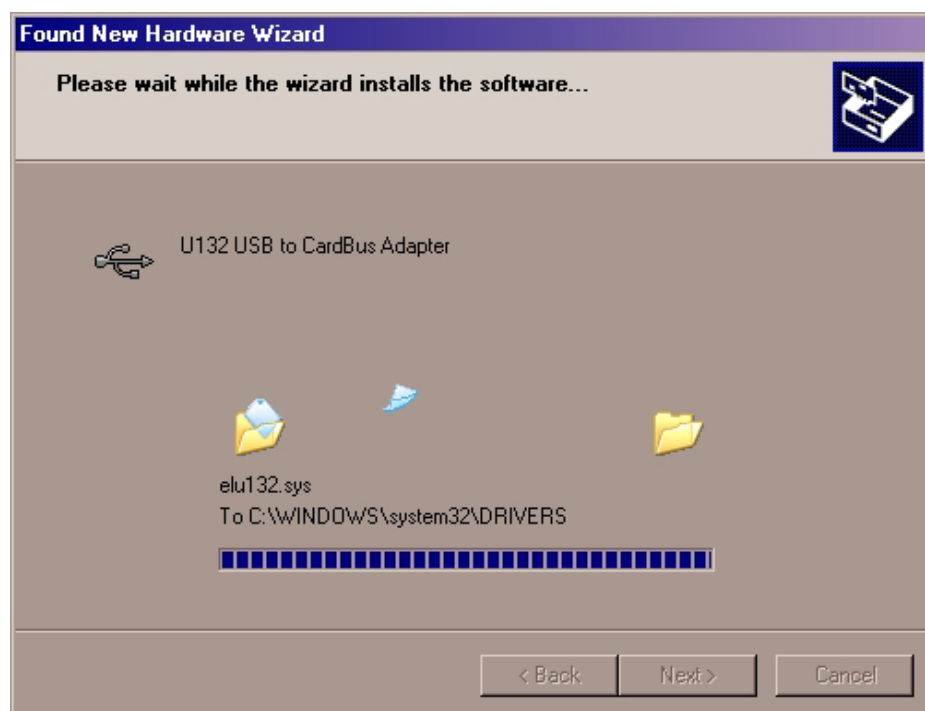 Found New Hardware Wizard
Please wait while the wizard installs the software...
U132 USB to CardBus Adapter
elu132.sys
To C:\WINDOWS\system32\DRIVERS
< Back
Next >
Cancel